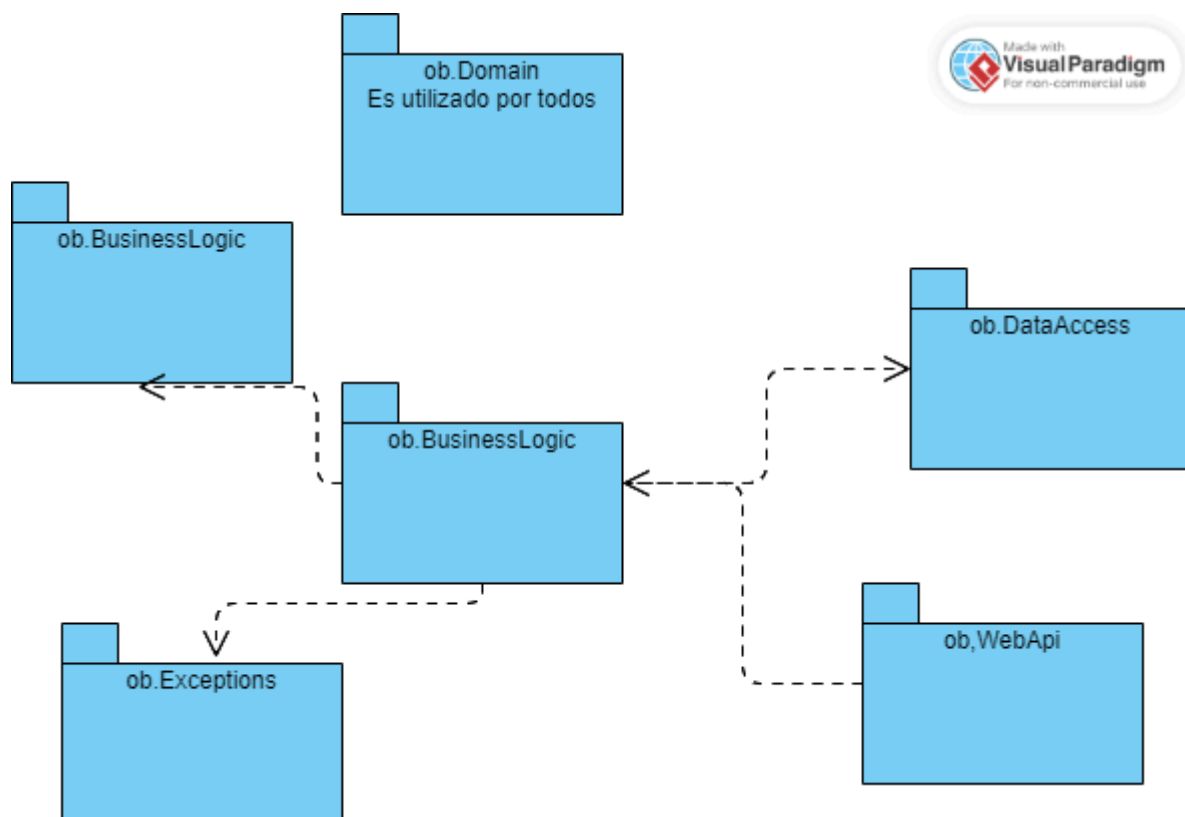 ob.Domain
Es utilizado por todos
Made with
Visual Paradigm
For non-commercial use
ob.BusinessLogic
ob.DataAccess
ob.BusinessLogic
ob,WebApi
ob.Exceptions